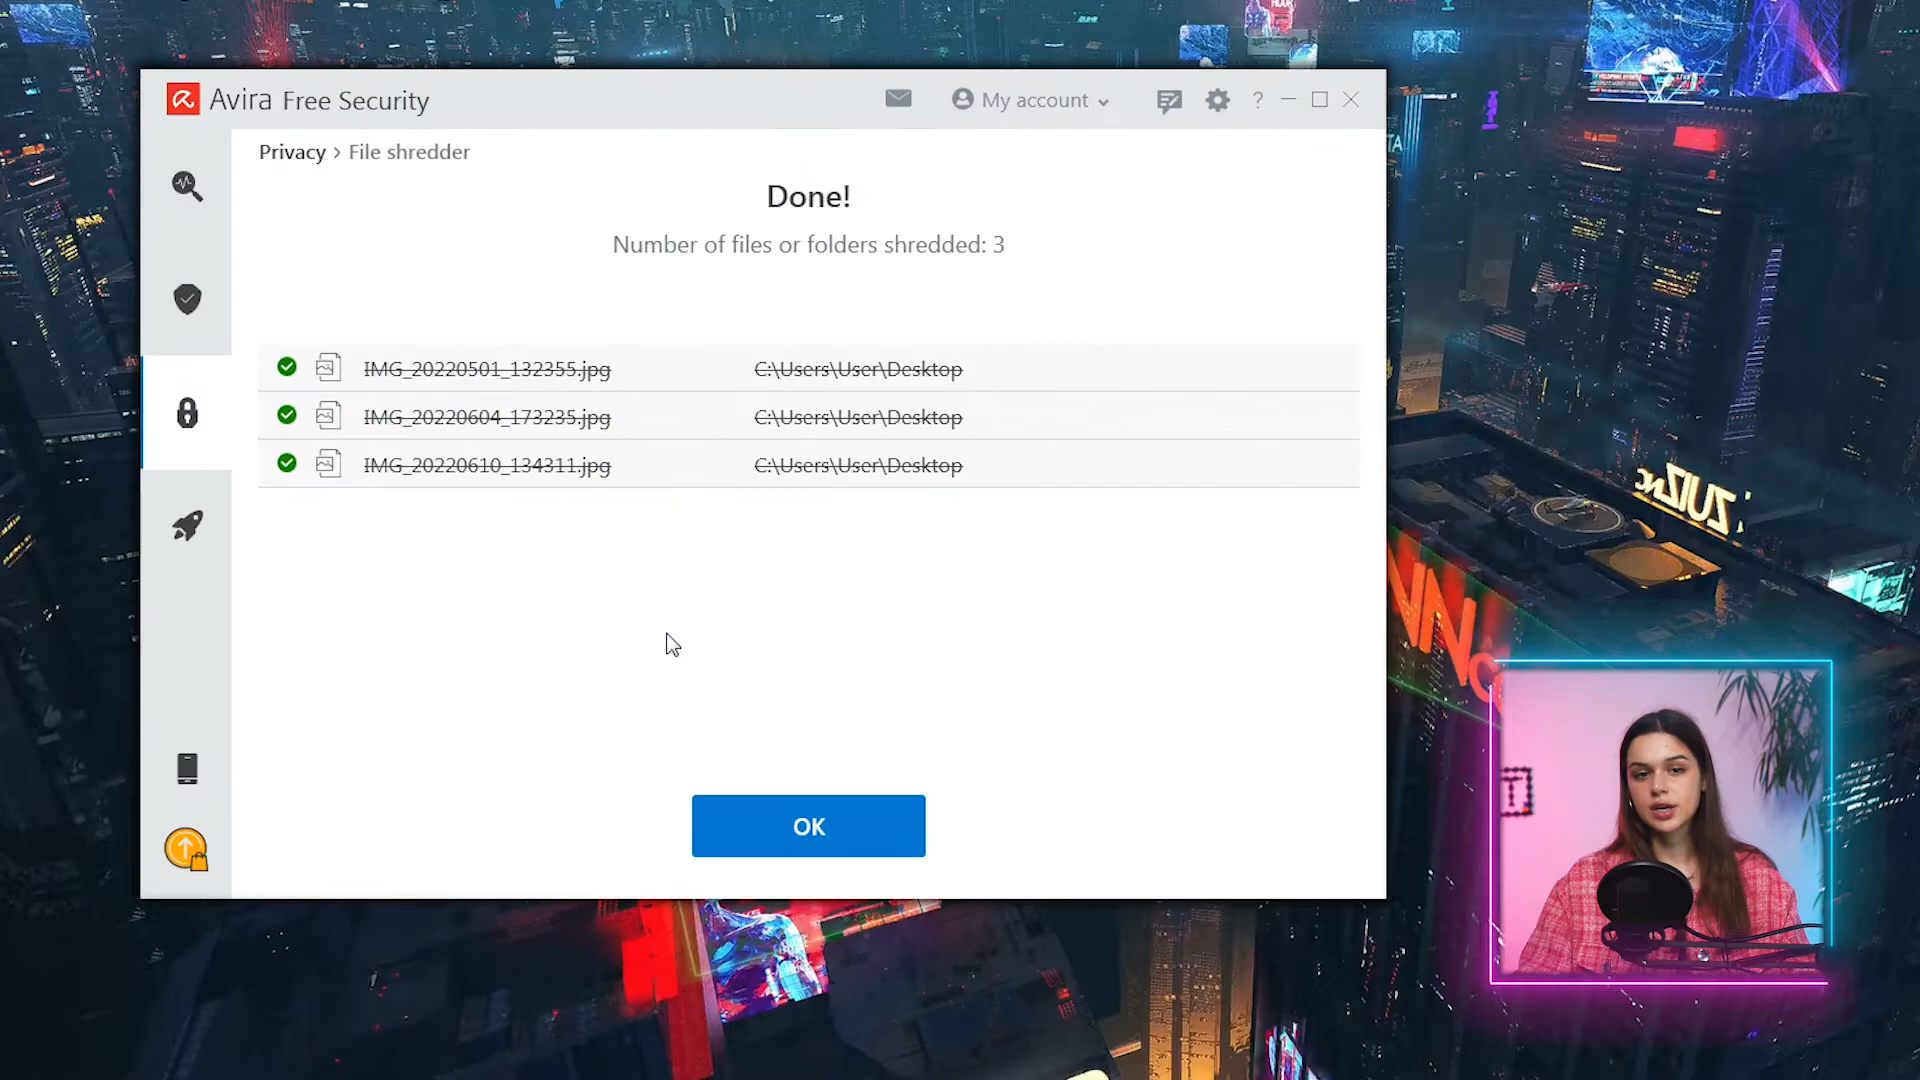 Avira Free Security
My account
?
Privacy › File shredder
Done!
Number of files or folders shredded: 3
IMG_20220501_132355.jpg C:\Users\User\Desktop
IMG_20220604_173235.jpg C:\Users\User\Desktop
IMG_20220610_134311.jpg C:\Users\User\Desktop
OK